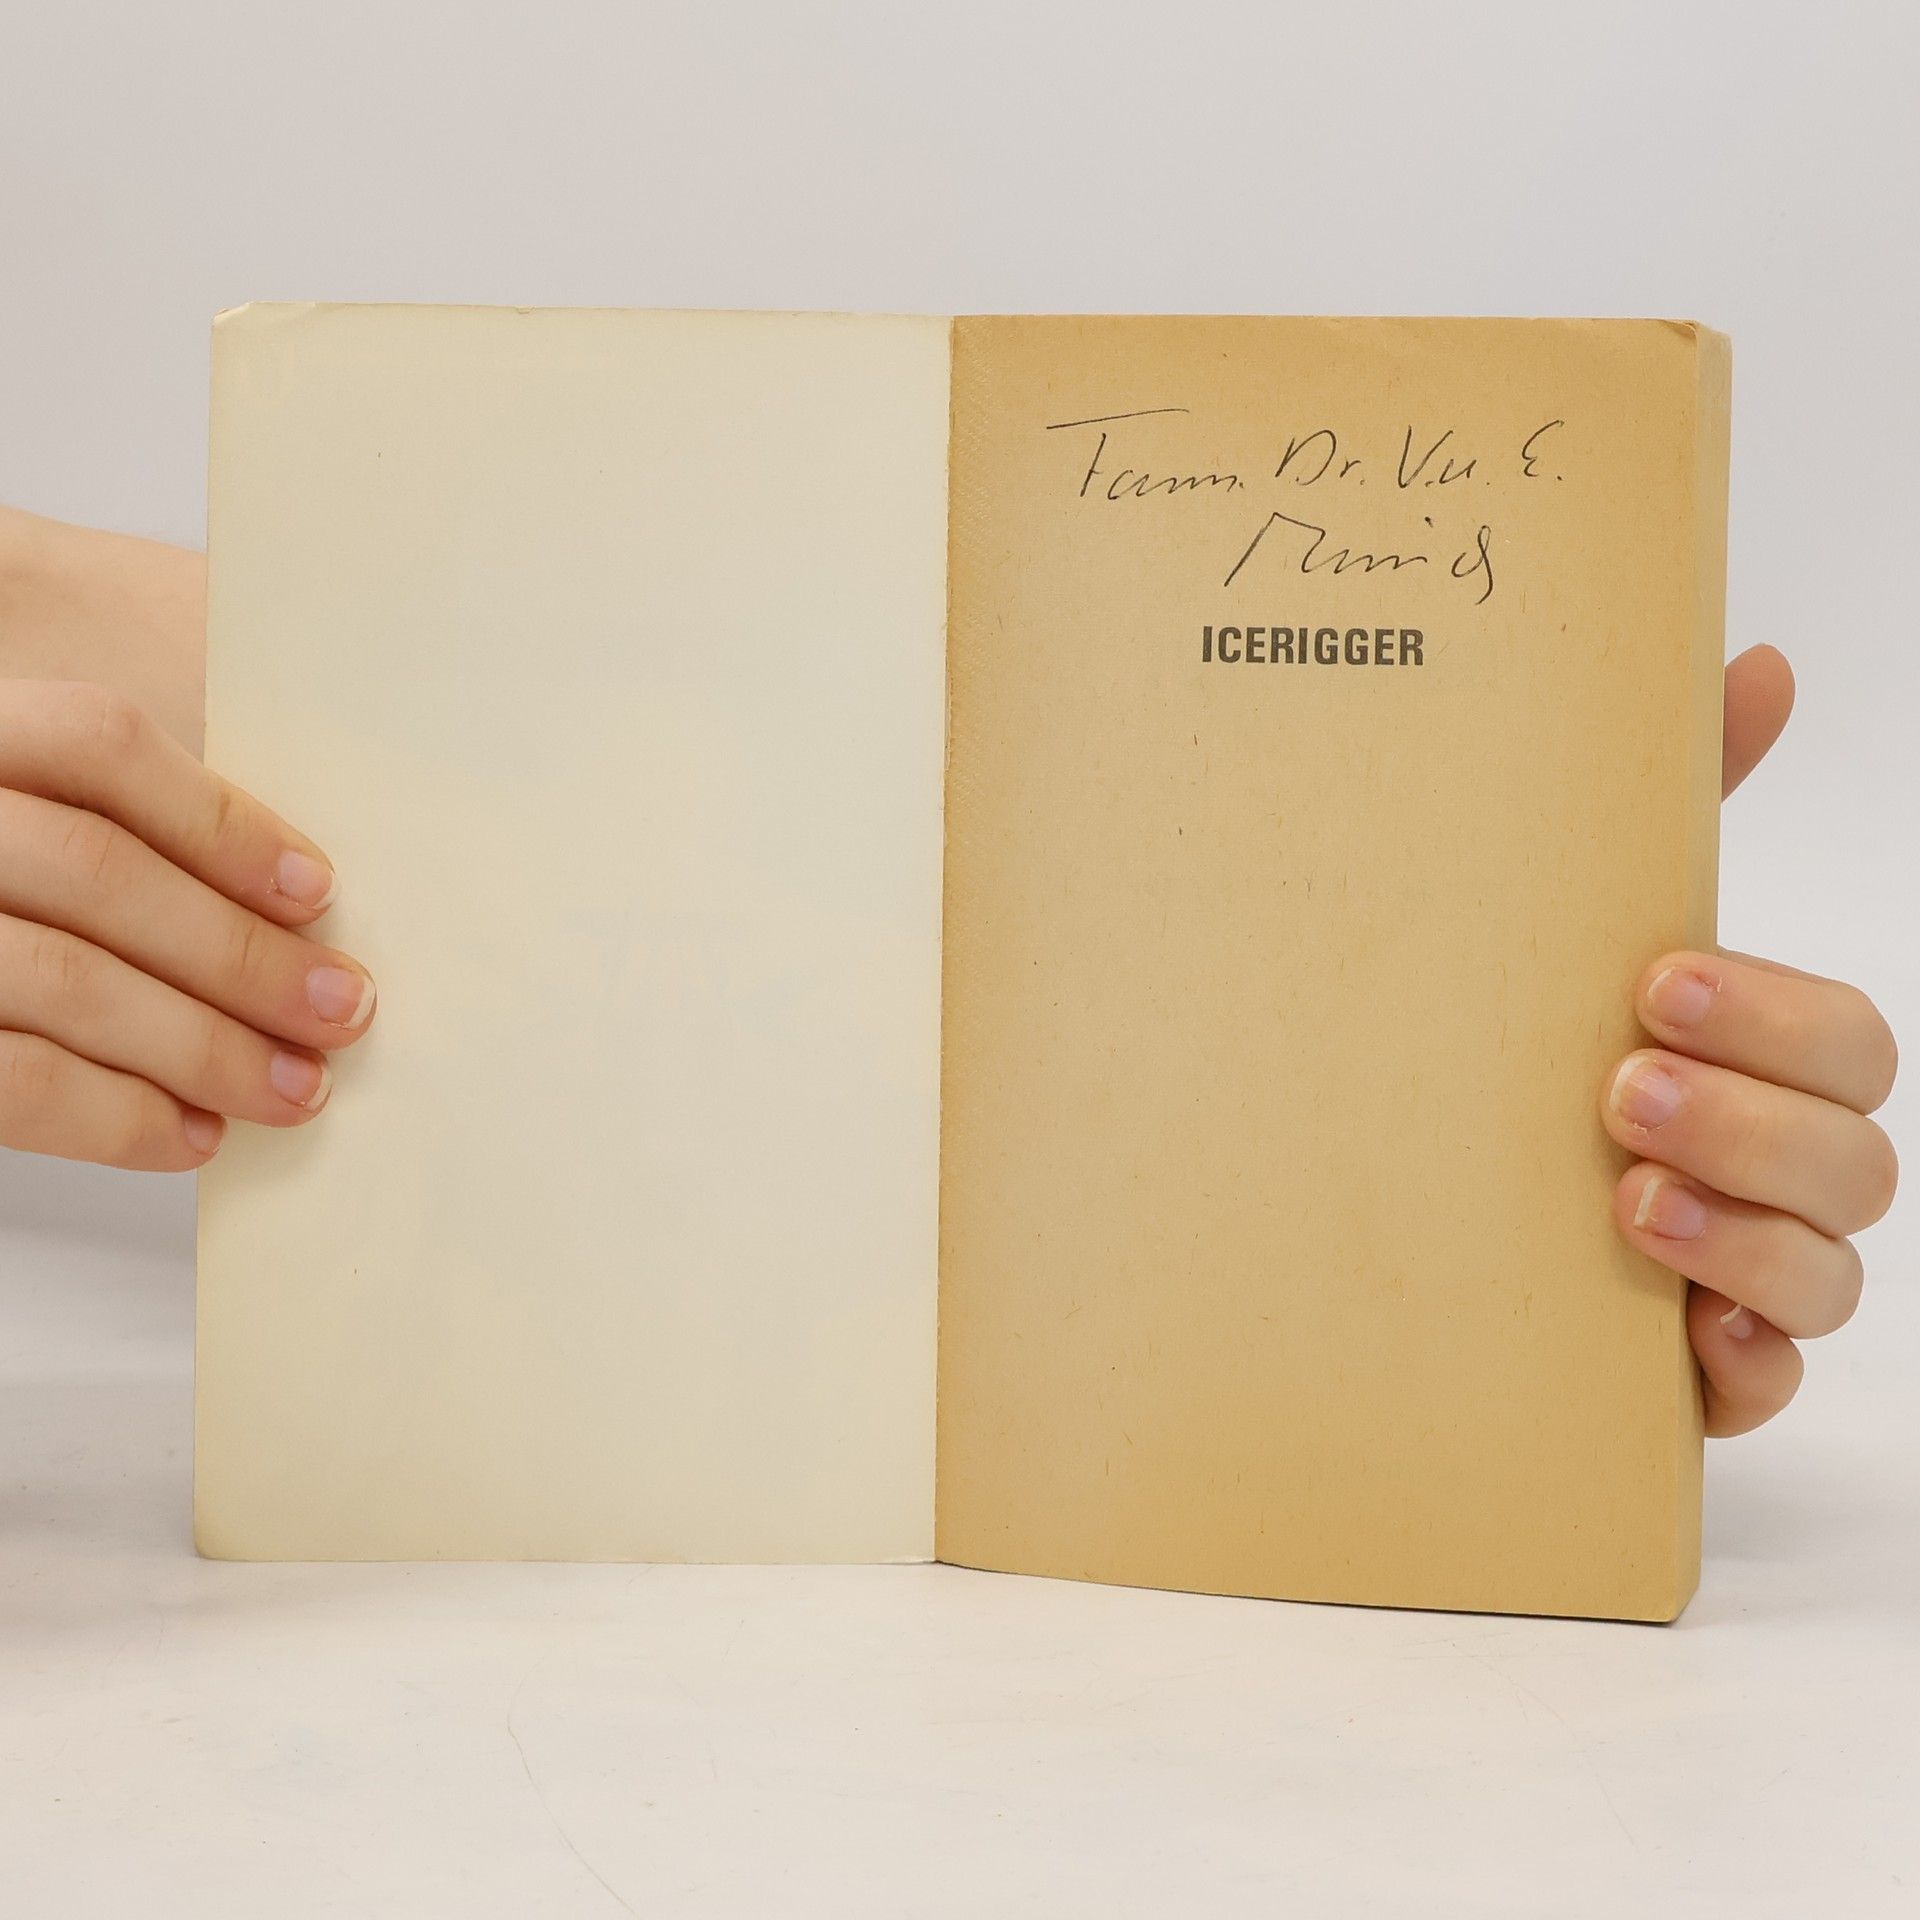 Fam. Dr. V. u. E.
ICERIGGER